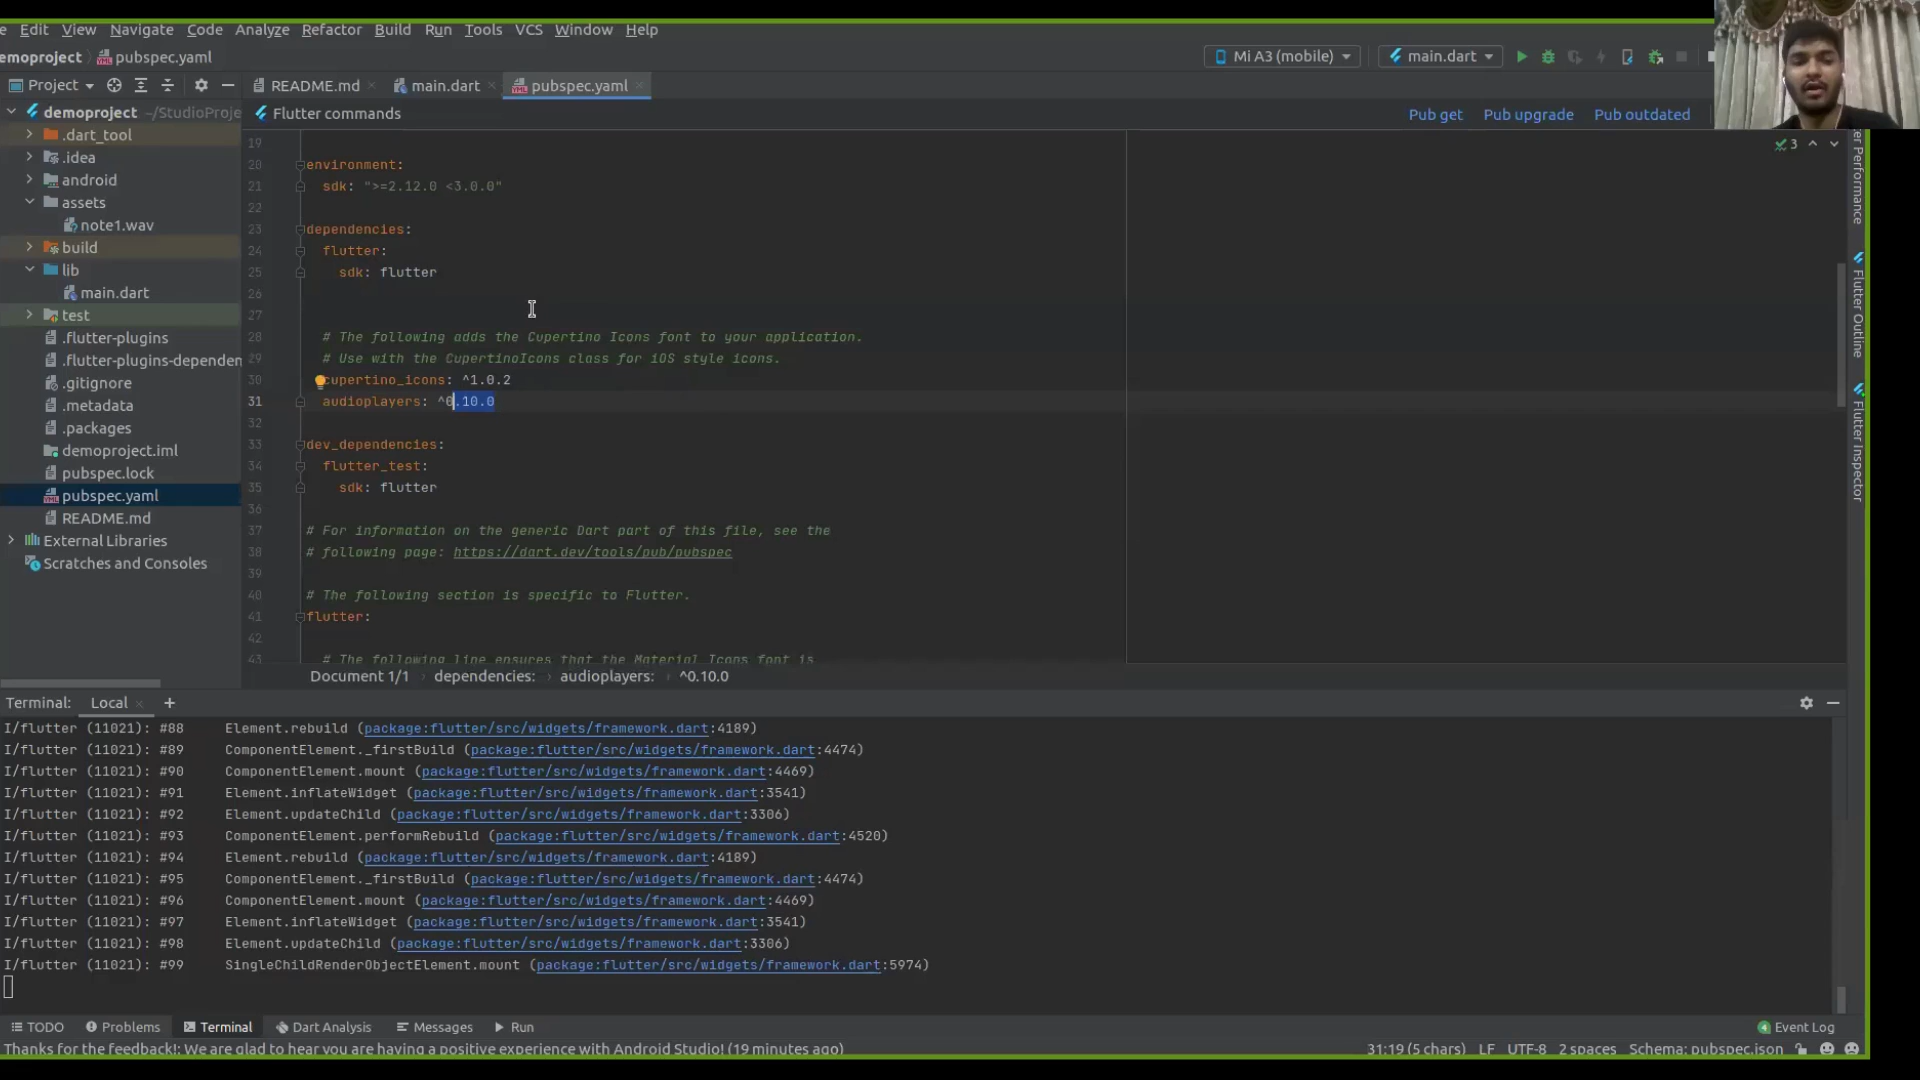 Edit View Navigate Code Analyze Refactor Build Run Tools VCS Window Help
emoproject pubspec.yaml Mi A3 (mobile) main.dart
Project README.md main.dart pubspec.yaml
demoproject ~/StudioProje Flutter commands Pub get Pub upgrade Pub outdated
.dart_tool
.idea
android
assets
note1.wav
build
lib
main.dart
test
.flutter-plugins
.flutter-plugins-dependen
.gitignore
.metadata
.packages
demoproject.iml
pubspec.lock
pubspec.yaml
README.md
External Libraries
Scratches and Consoles
19
20 environment:
21 sdk: ">=2.12.0 <3.0.0"
22
23 dependencies:
24 flutter:
25 sdk: flutter
26
27
28 # The following adds the Cupertino Icons font to your application.
29 # Use with the CupertinoIcons class for iOS style icons.
30 cupertino_icons: ^1.0.2
31 audioplayers: ^0.10.0
32
33 dev_dependencies:
34 flutter_test:
35 sdk: flutter
36
37 # For information on the generic Dart part of this file, see the
38 # following page: https://dart.dev/tools/pub/pubspec
39
40 # The following section is specific to Flutter.
41 flutter:
42
43 # The following line ensures that the Material Icons font is
3
Performance
Flutter Outline
Flutter Inspector
Document 1/1 › dependencies: › audioplayers: › ^0.10.0
Terminal: Local +
I/flutter (11021): #88 Element.rebuild (package:flutter/src/widgets/framework.dart:4189)
I/flutter (11021): #89 ComponentElement._firstBuild (package:flutter/src/widgets/framework.dart:4474)
I/flutter (11021): #90 ComponentElement.mount (package:flutter/src/widgets/framework.dart:4469)
I/flutter (11021): #91 Element.inflateWidget (package:flutter/src/widgets/framework.dart:3541)
I/flutter (11021): #92 Element.updateChild (package:flutter/src/widgets/framework.dart:3306)
I/flutter (11021): #93 ComponentElement.performRebuild (package:flutter/src/widgets/framework.dart:4520)
I/flutter (11021): #94 Element.rebuild (package:flutter/src/widgets/framework.dart:4189)
I/flutter (11021): #95 ComponentElement._firstBuild (package:flutter/src/widgets/framework.dart:4474)
I/flutter (11021): #96 ComponentElement.mount (package:flutter/src/widgets/framework.dart:4469)
I/flutter (11021): #97 Element.inflateWidget (package:flutter/src/widgets/framework.dart:3541)
I/flutter (11021): #98 Element.updateChild (package:flutter/src/widgets/framework.dart:3306)
I/flutter (11021): #99 SingleChildRenderObjectElement.mount (package:flutter/src/widgets/framework.dart:5974)
TODO Problems Terminal Dart Analysis Messages Run 4 Event Log
Thanks for the feedback!: We are glad to hear you are having a positive experience with Android Studio! (19 minutes ago) 31:19 (5 chars) LF UTF-8 2 spaces Schema: pubspec.json